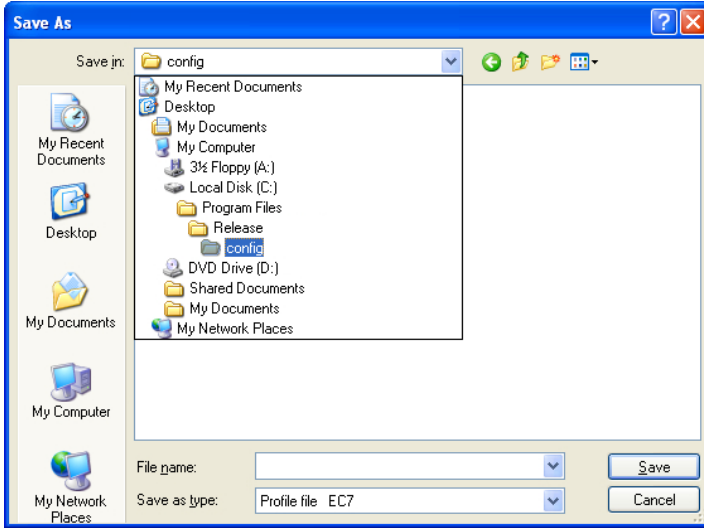 Save As
Save in: config
My Recent Documents
Desktop
My Documents
My Computer
3½ Floppy (A:)
Local Disk (C:)
Program Files
Release
config
DVD Drive (D:)
Shared Documents
My Documents
My Network Places
My Recent
Documents
Desktop
My Documents
My Computer
My Network
Places
File name:
Save
Save as type: Profile file EC7
Cancel